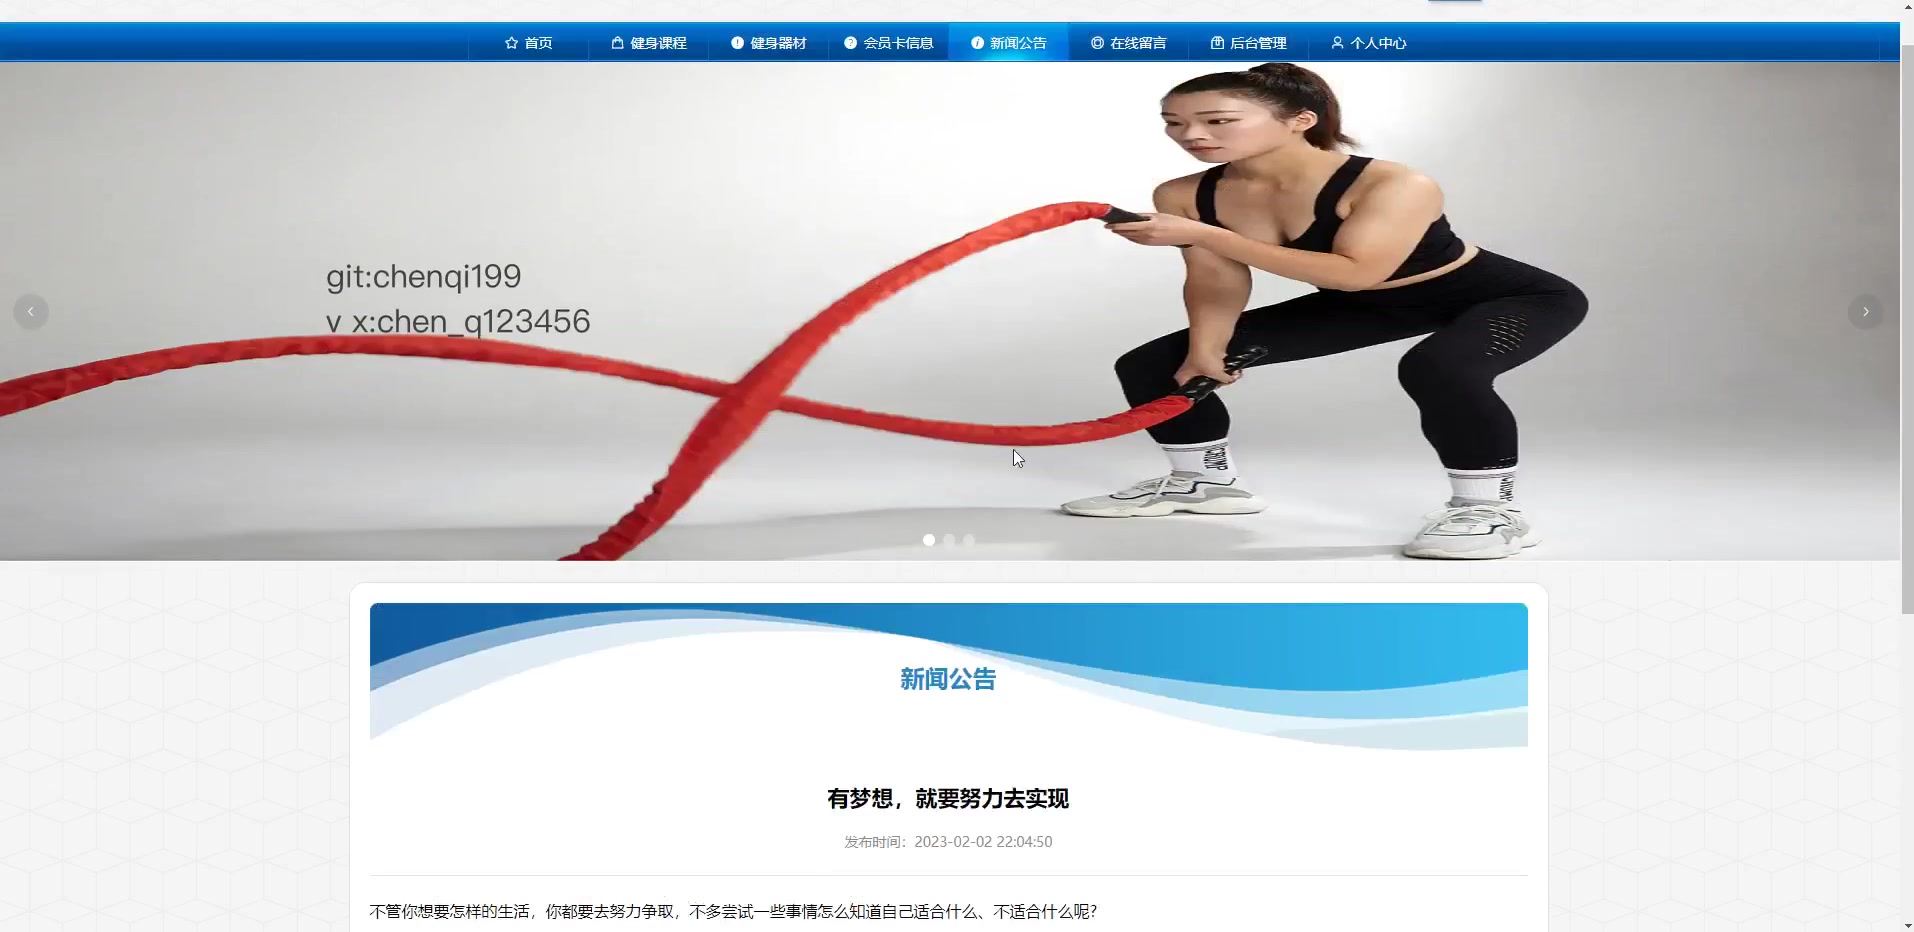 首页 健身课程 健身器材 会员卡信息 新闻公告 在线留言 后台管理 个人中心
git:chenqi199
v x:chen_q123456
新闻公告
有梦想，就要努力去实现
发布时间：2023-02-02 22:04:50
不管你想要怎样的生活，你都要去努力争取，不多尝试一些事情怎么知道自己适合什么、不适合什么呢？